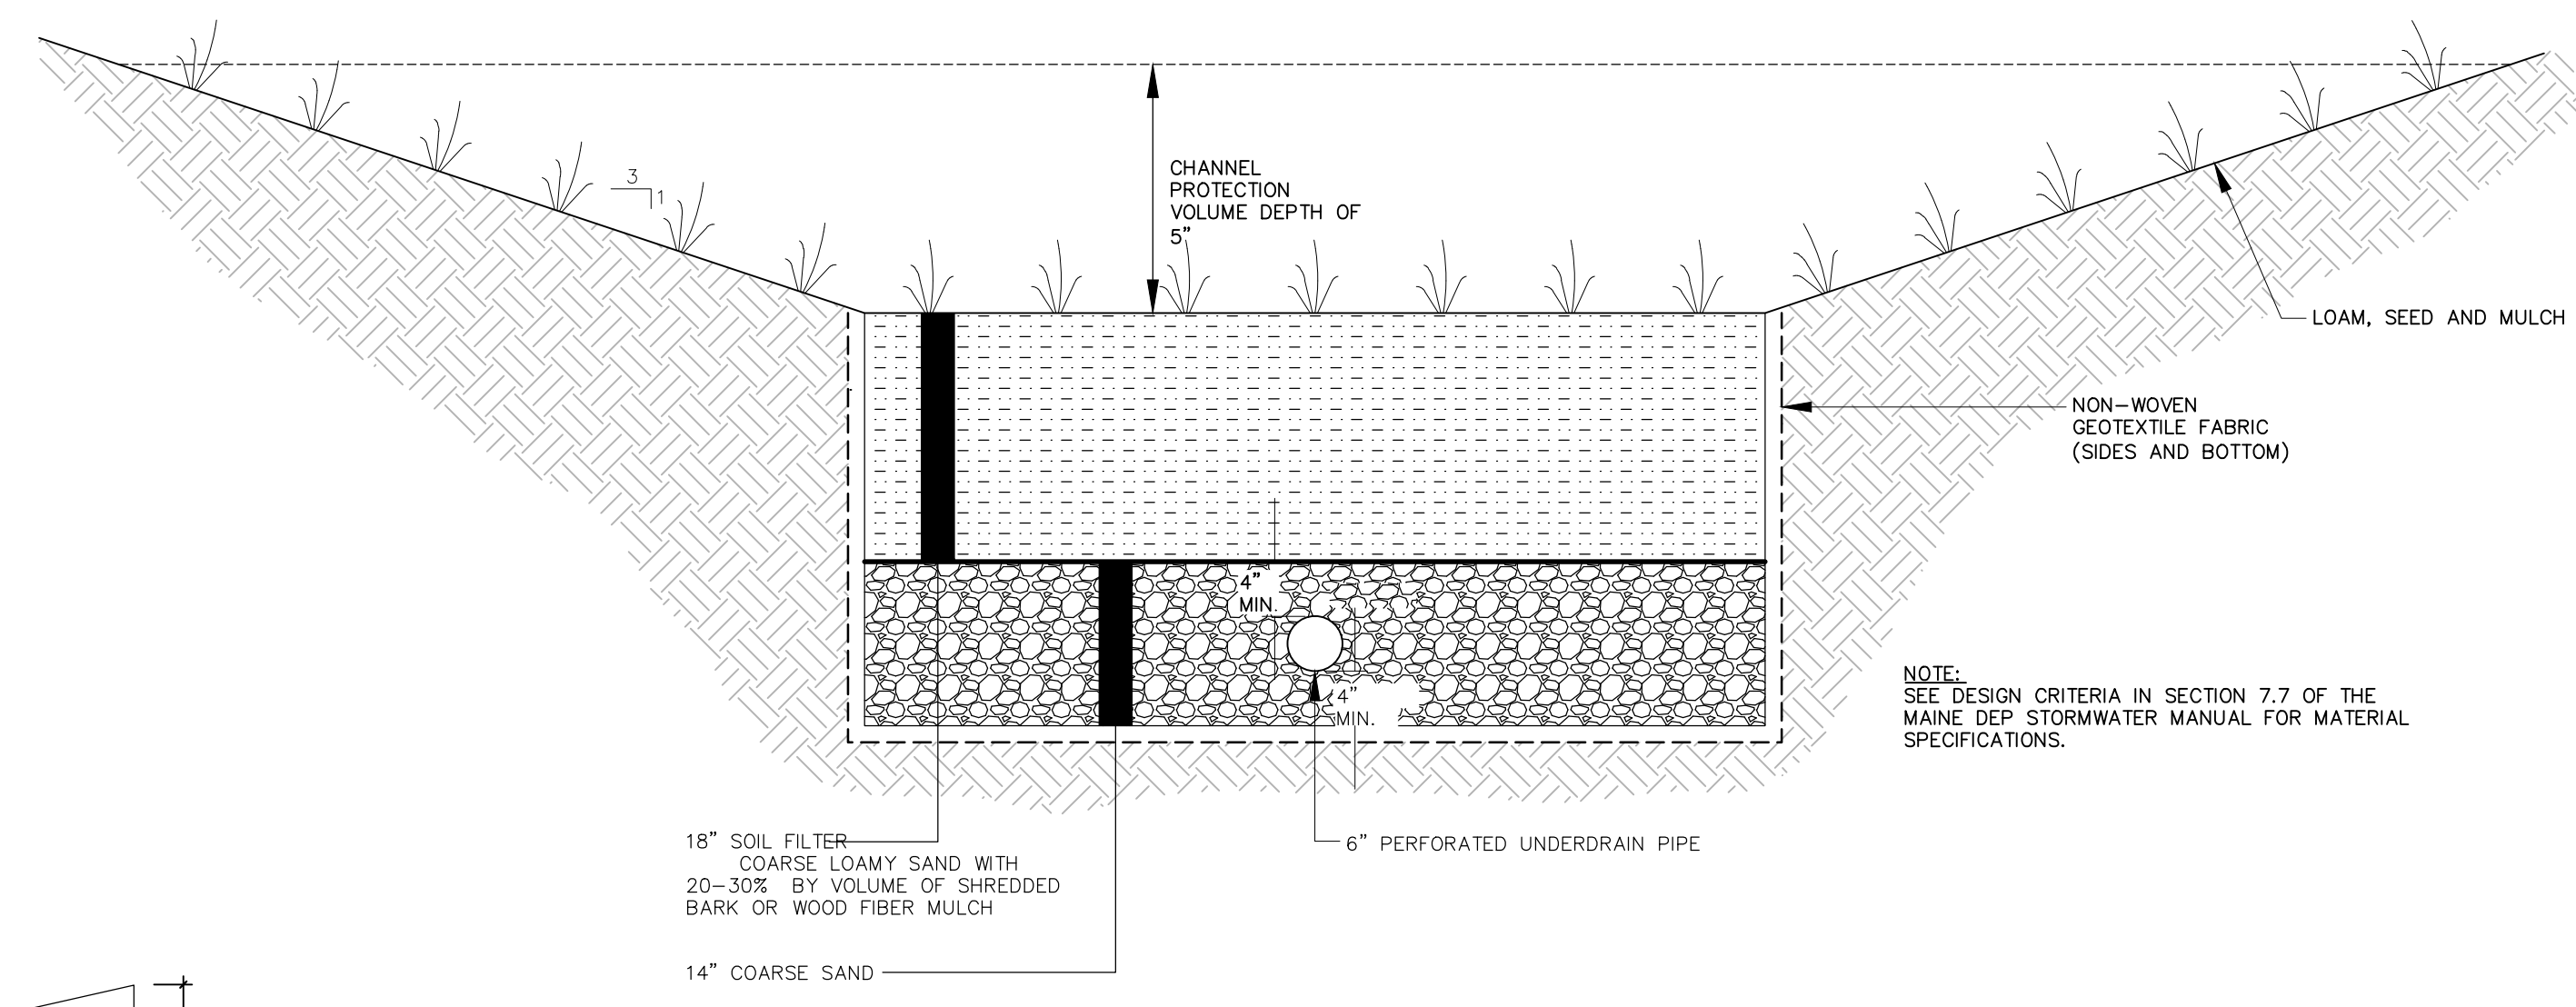 3
1
CHANNEL
PROTECTION
VOLUME DEPTH OF
5"
LOAM, SEED AND MULCH
NON-WOVEN
GEOTEXTILE FABRIC
(SIDES AND BOTTOM)
4"
MIN.
4"
MIN.
NOTE:
SEE DESIGN CRITERIA IN SECTION 7.7 OF THE
MAINE DEP STORMWATER MANUAL FOR MATERIAL
SPECIFICATIONS.
18" SOIL FILTER
COARSE LOAMY SAND WITH
20-30% BY VOLUME OF SHREDDED
BARK OR WOOD FIBER MULCH
6" PERFORATED UNDERDRAIN PIPE
14" COARSE SAND